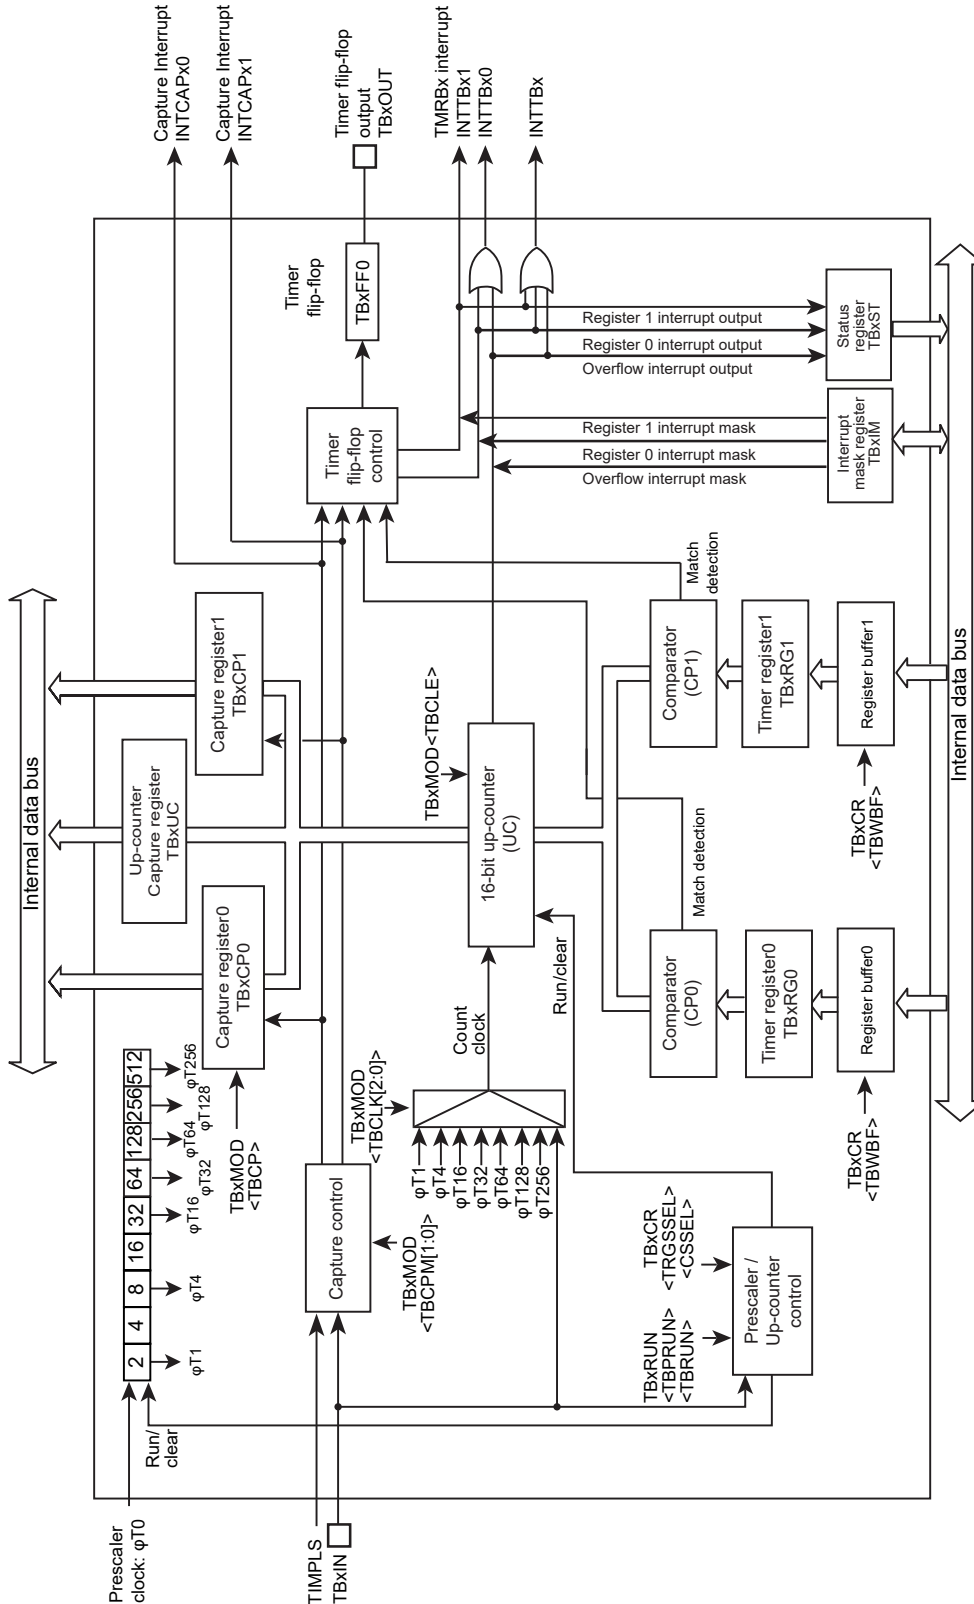 Prescaler
clock: φT0
Run/
clear
2
4
8
16
32
64
128
256
512
φT1
φT4
φT16
φT32
φT64
φT128
φT256
Internal data bus
TBxMOD
<TBCP>
Capture register0
TBxCP0
Up-counter
Capture register
TBxUC
Capture register1
TBxCP1
Capture Interrupt
INTCAPx0
Capture Interrupt
INTCAPx1
TIMPLS
TBxIN
Capture control
TBxMOD
<TBCPM[1:0]>
TBxMOD
<TBCLK[2:0]>
φT1
φT4
φT16
φT32
φT64
φT128
φT256
Count
clock
TBxMOD<TBCLE>
16-bit up-counter
(UC)
Run/clear
Timer
flip-flop
control
Timer
flip-flop
TBxFF0
Timer flip-flop
output
TBxOUT
TMRBx interrupt
INTTBx1
INTTBx0
INTTBx
Register 1 interrupt output
Register 0 interrupt output
Overflow interrupt output
Register 1 interrupt mask
Register 0 interrupt mask
Overflow interrupt mask
Status
register
TBxST
Interrupt
mask register
TBxIM
TBxRUN
<TBPRUN>
<TBRUN>
TBxCR
<TRGSSEL>
<CSSEL>
Prescaler /
Up-counter
control
Match detection
Comparator
(CP0)
Timer register0
TBxRG0
Register buffer0
TBxCR
<TBWBF>
Match
detection
Comparator
(CP1)
Timer register1
TBxRG1
Register buffer1
TBxCR
<TBWBF>
Internal data bus